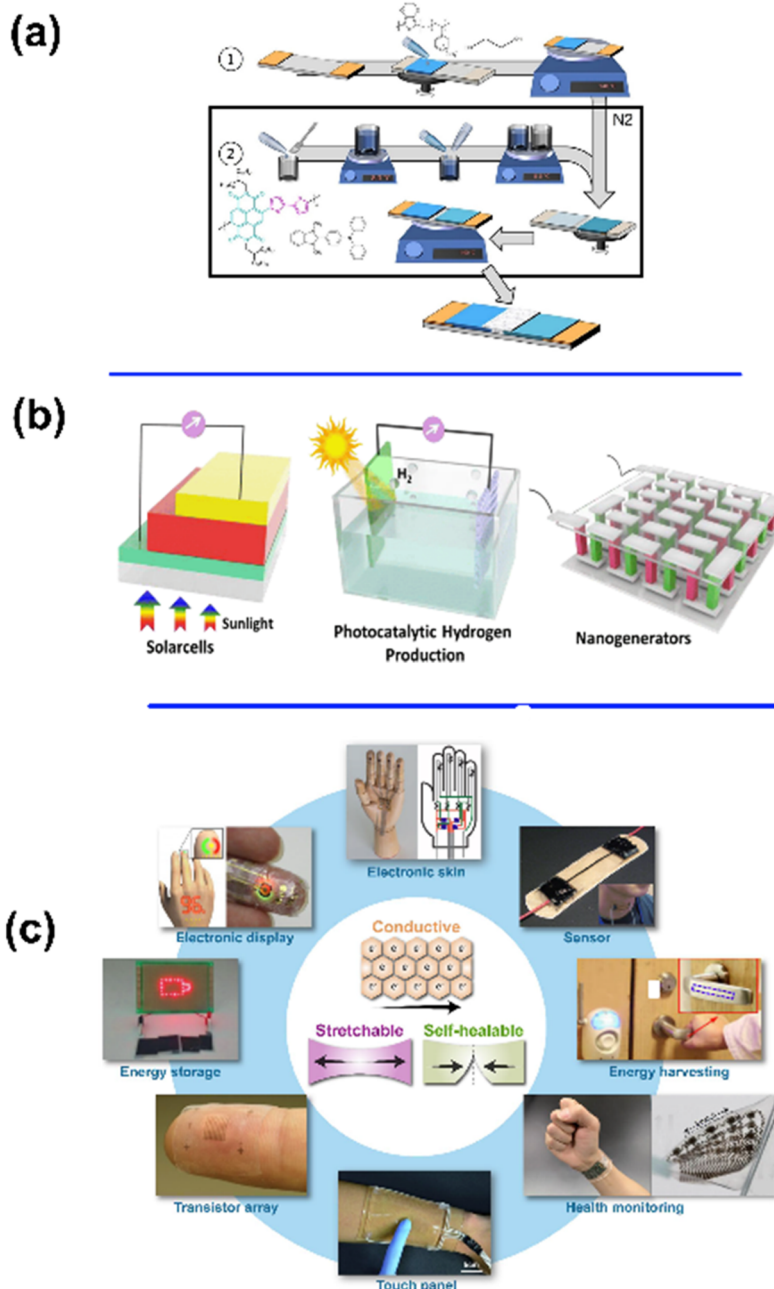 (a)
1
N2
2
(b)
H2
Sunlight
Solarcells
Photocatalytic Hydrogen
Production
Nanogenerators
(c)
Electronic skin
Electronic display
Sensor
Conductive
Stretchable
Self-healable
Energy storage
Energy harvesting
Transistor array
Health monitoring
Touch panel